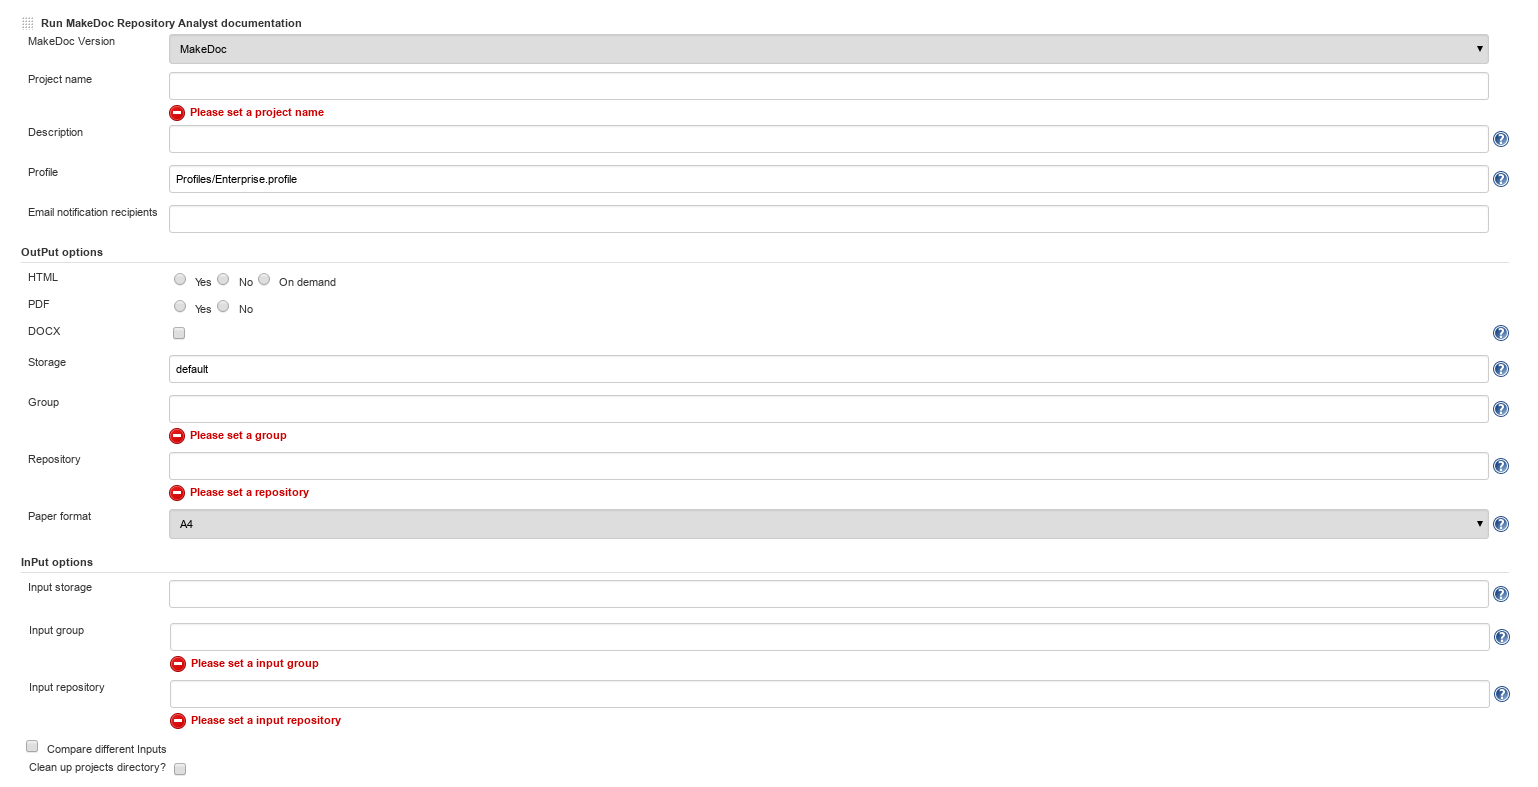 Run MakeDoc Repository Analyst documentation
MakeDoc Version
MakeDoc
Project name
Please set a project name
Description
Profile
Profiles/Enterprise.profile
Email notification recipients
OutPut options
HTML
Yes No On demand
PDF
Yes No
DOCX
Storage
default
Group
Please set a group
Repository
Please set a repository
Paper format
A4
InPut options
Input storage
Input group
Please set a input group
Input repository
Please set a input repository
Compare different Inputs
Clean up projects directory?